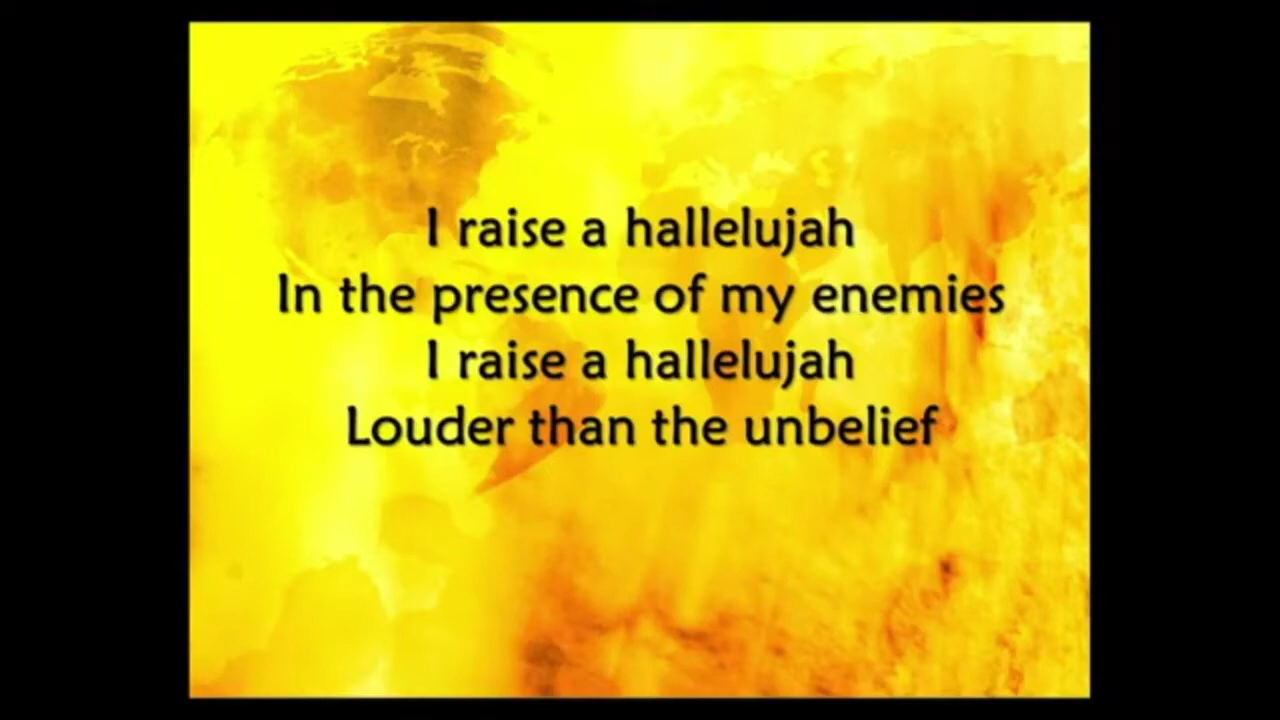 I raise a hallelujah
In the presence of my enemies
I raise a hallelujah
Louder than the unbelief